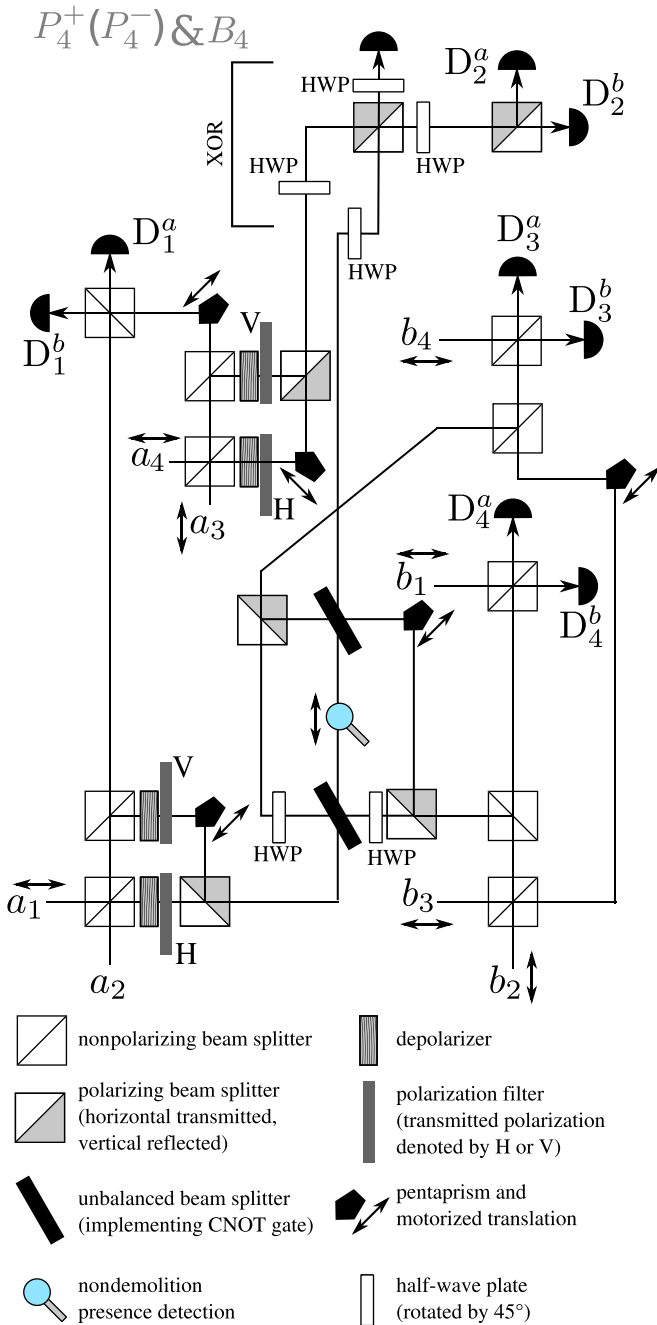 P₄⁺(P₄⁻)&B₄
HWP
D₂ᵃ
D₂ᵇ
XOR
HWP
HWP
HWP
D₁ᵃ
D₁ᵇ
D₃ᵃ
D₃ᵇ
V
b₄
a₄
a₃
H
D₄ᵃ
b₁
D₄ᵇ
V
HWP
HWP
a₁
b₃
H
a₂
b₂
nonpolarizing beam splitter
depolarizer
polarizing beam splitter
(horizontal transmitted,
vertical reflected)
polarization filter
(transmitted polarization
denoted by H or V)
unbalanced beam splitter
(implementing CNOT gate)
pentaprism and
motorized translation
nondemolition
presence detection
half-wave plate
(rotated by 45°)